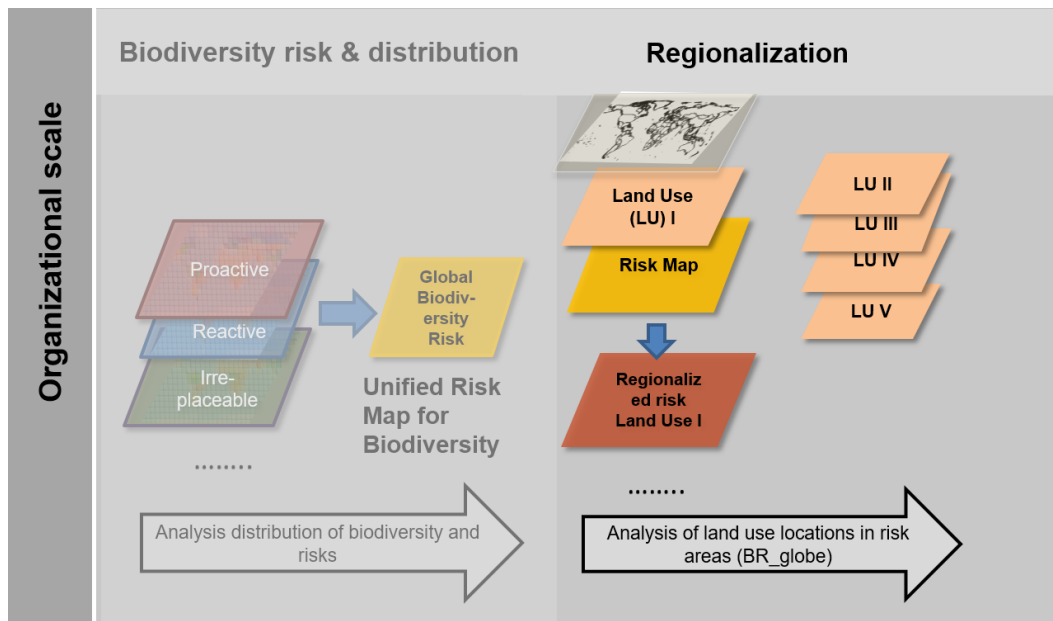 Organizational scale
Biodiversity risk & distribution
Proactive
Reactive
Irre-
placeable
........
Global
Biodiv-
ersity
Risk
Unified Risk
Map for
Biodiversity
Analysis distribution of biodiversity and
risks
Regionalization
Land Use
(LU) I
Risk Map
Regionaliz
ed risk
Land Use I
........
LU II
LU III
LU IV
LU V
Analysis of land use locations in risk
areas (BR_globe)